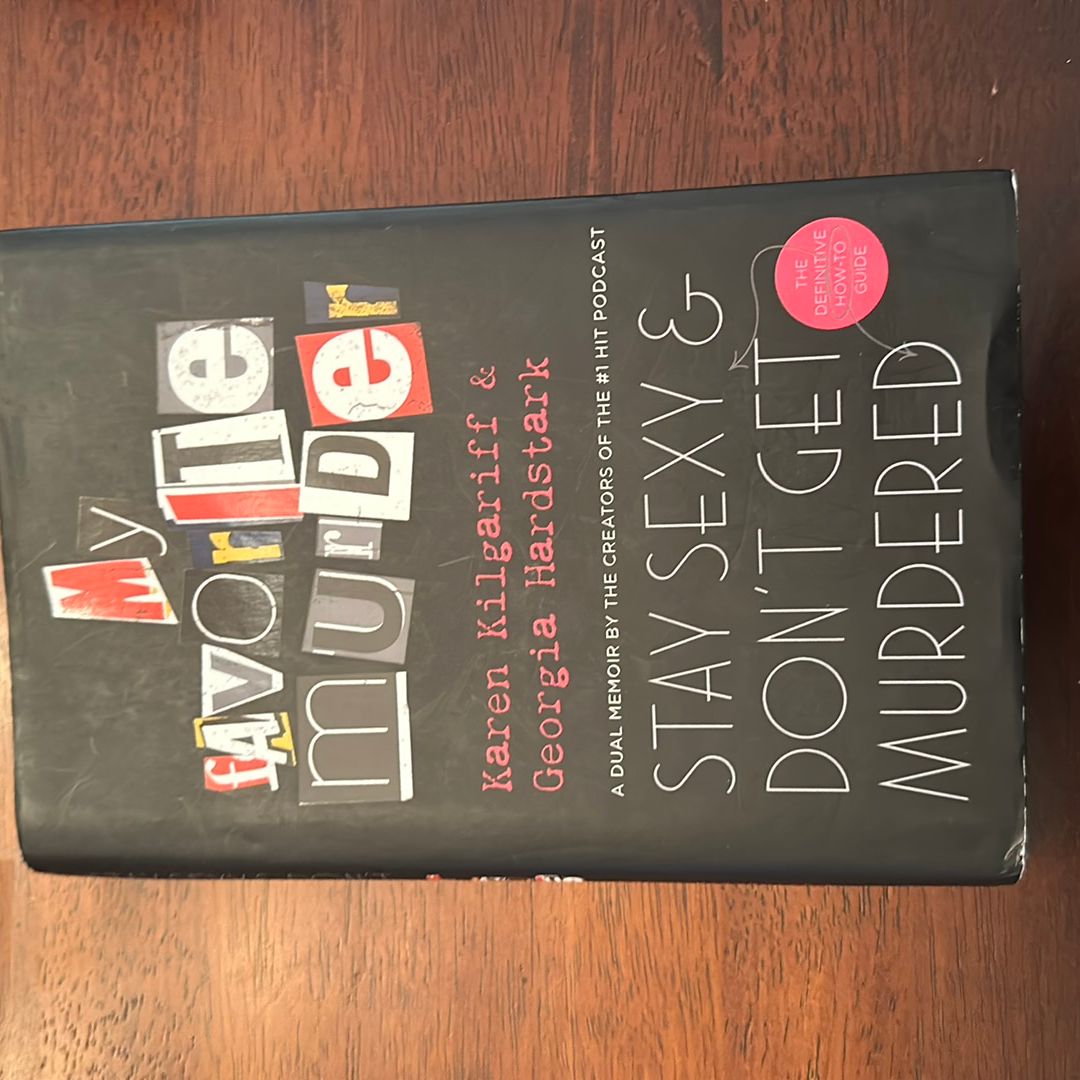 My
fAVOrITe
murDer
Karen Kilgariff &
Georgia Hardstark
A DUAL MEMOIR BY THE CREATORS OF THE #1 HIT PODCAST
STAY SEXY &
DON'T GET
MURDERED
THE
DEFINITIVE
HOW-TO
GUIDE